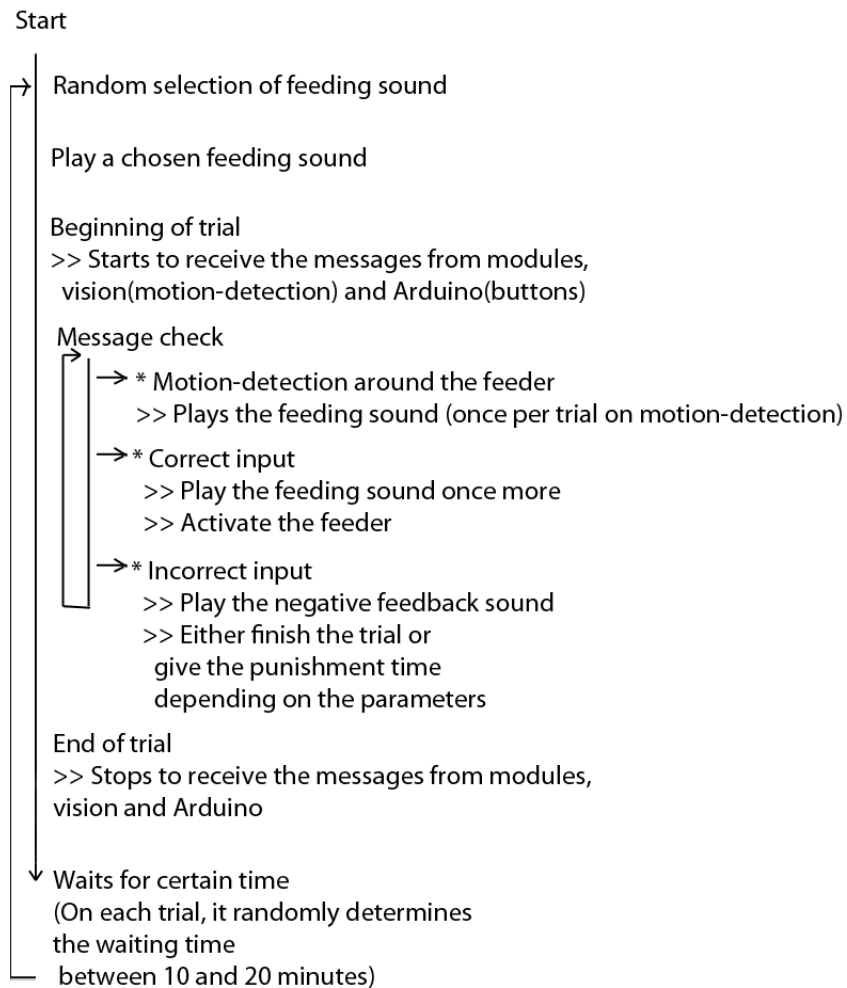 Start
Random selection of feeding sound
Play a chosen feeding sound
Beginning of trial
>> Starts to receive the messages from modules,
vision(motion-detection) and Arduino(buttons)
Message check
* Motion-detection around the feeder
>> Plays the feeding sound (once per trial on motion-detection)
* Correct input
>> Play the feeding sound once more
>> Activate the feeder
* Incorrect input
>> Play the negative feedback sound
>> Either finish the trial or
give the punishment time
depending on the parameters
End of trial
>> Stops to receive the messages from modules,
vision and Arduino
Waits for certain time
(On each trial, it randomly determines
the waiting time
between 10 and 20 minutes)